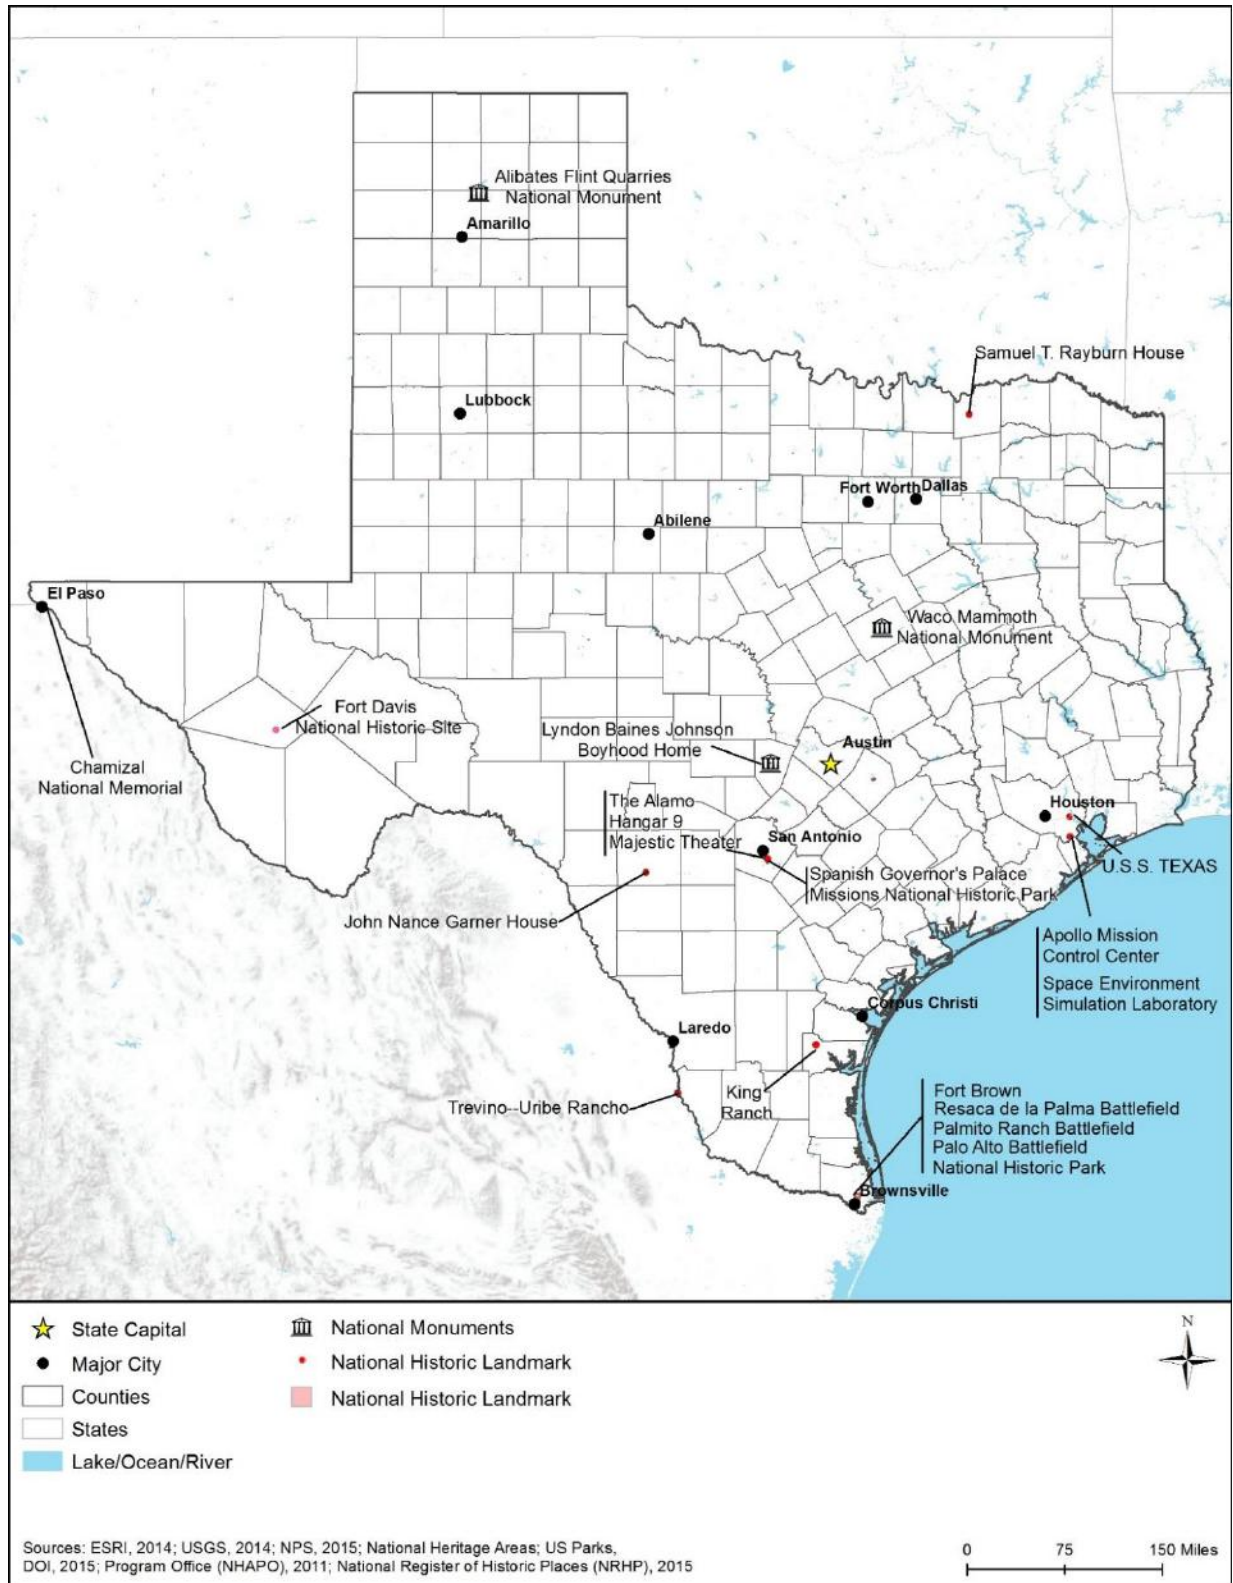 Alibates Flint Quarries
National Monument
Amarillo
Samuel T. Rayburn House
Lubbock
Fort Worth
Dallas
Abilene
El Paso
Waco Mammoth
National Monument
Fort Davis
National Historic Site
Lyndon Baines Johnson
Boyhood Home
Austin
Chamizal
National Memorial
The Alamo
Hangar 9
Majestic Theater
Houston
San Antonio
U.S.S. TEXAS
Spanish Governor's Palace
Missions National Historic Park
John Nance Garner House
Apollo Mission
Control Center
Space Environment
Simulation Laboratory
Corpus Christi
Laredo
King
Ranch
Trevino--Uribe Rancho
Fort Brown
Resaca de la Palma Battlefield
Palmito Ranch Battlefield
Palo Alto Battlefield
National Historic Park
Brownsville
State Capital
Major City
Counties
States
Lake/Ocean/River
National Monuments
National Historic Landmark
National Historic Landmark
N
Sources: ESRI, 2014; USGS, 2014; NPS, 2015; National Heritage Areas; US Parks,
DOI, 2015; Program Office (NHAPO), 2011; National Register of Historic Places (NRHP), 2015
0 75 150 Miles